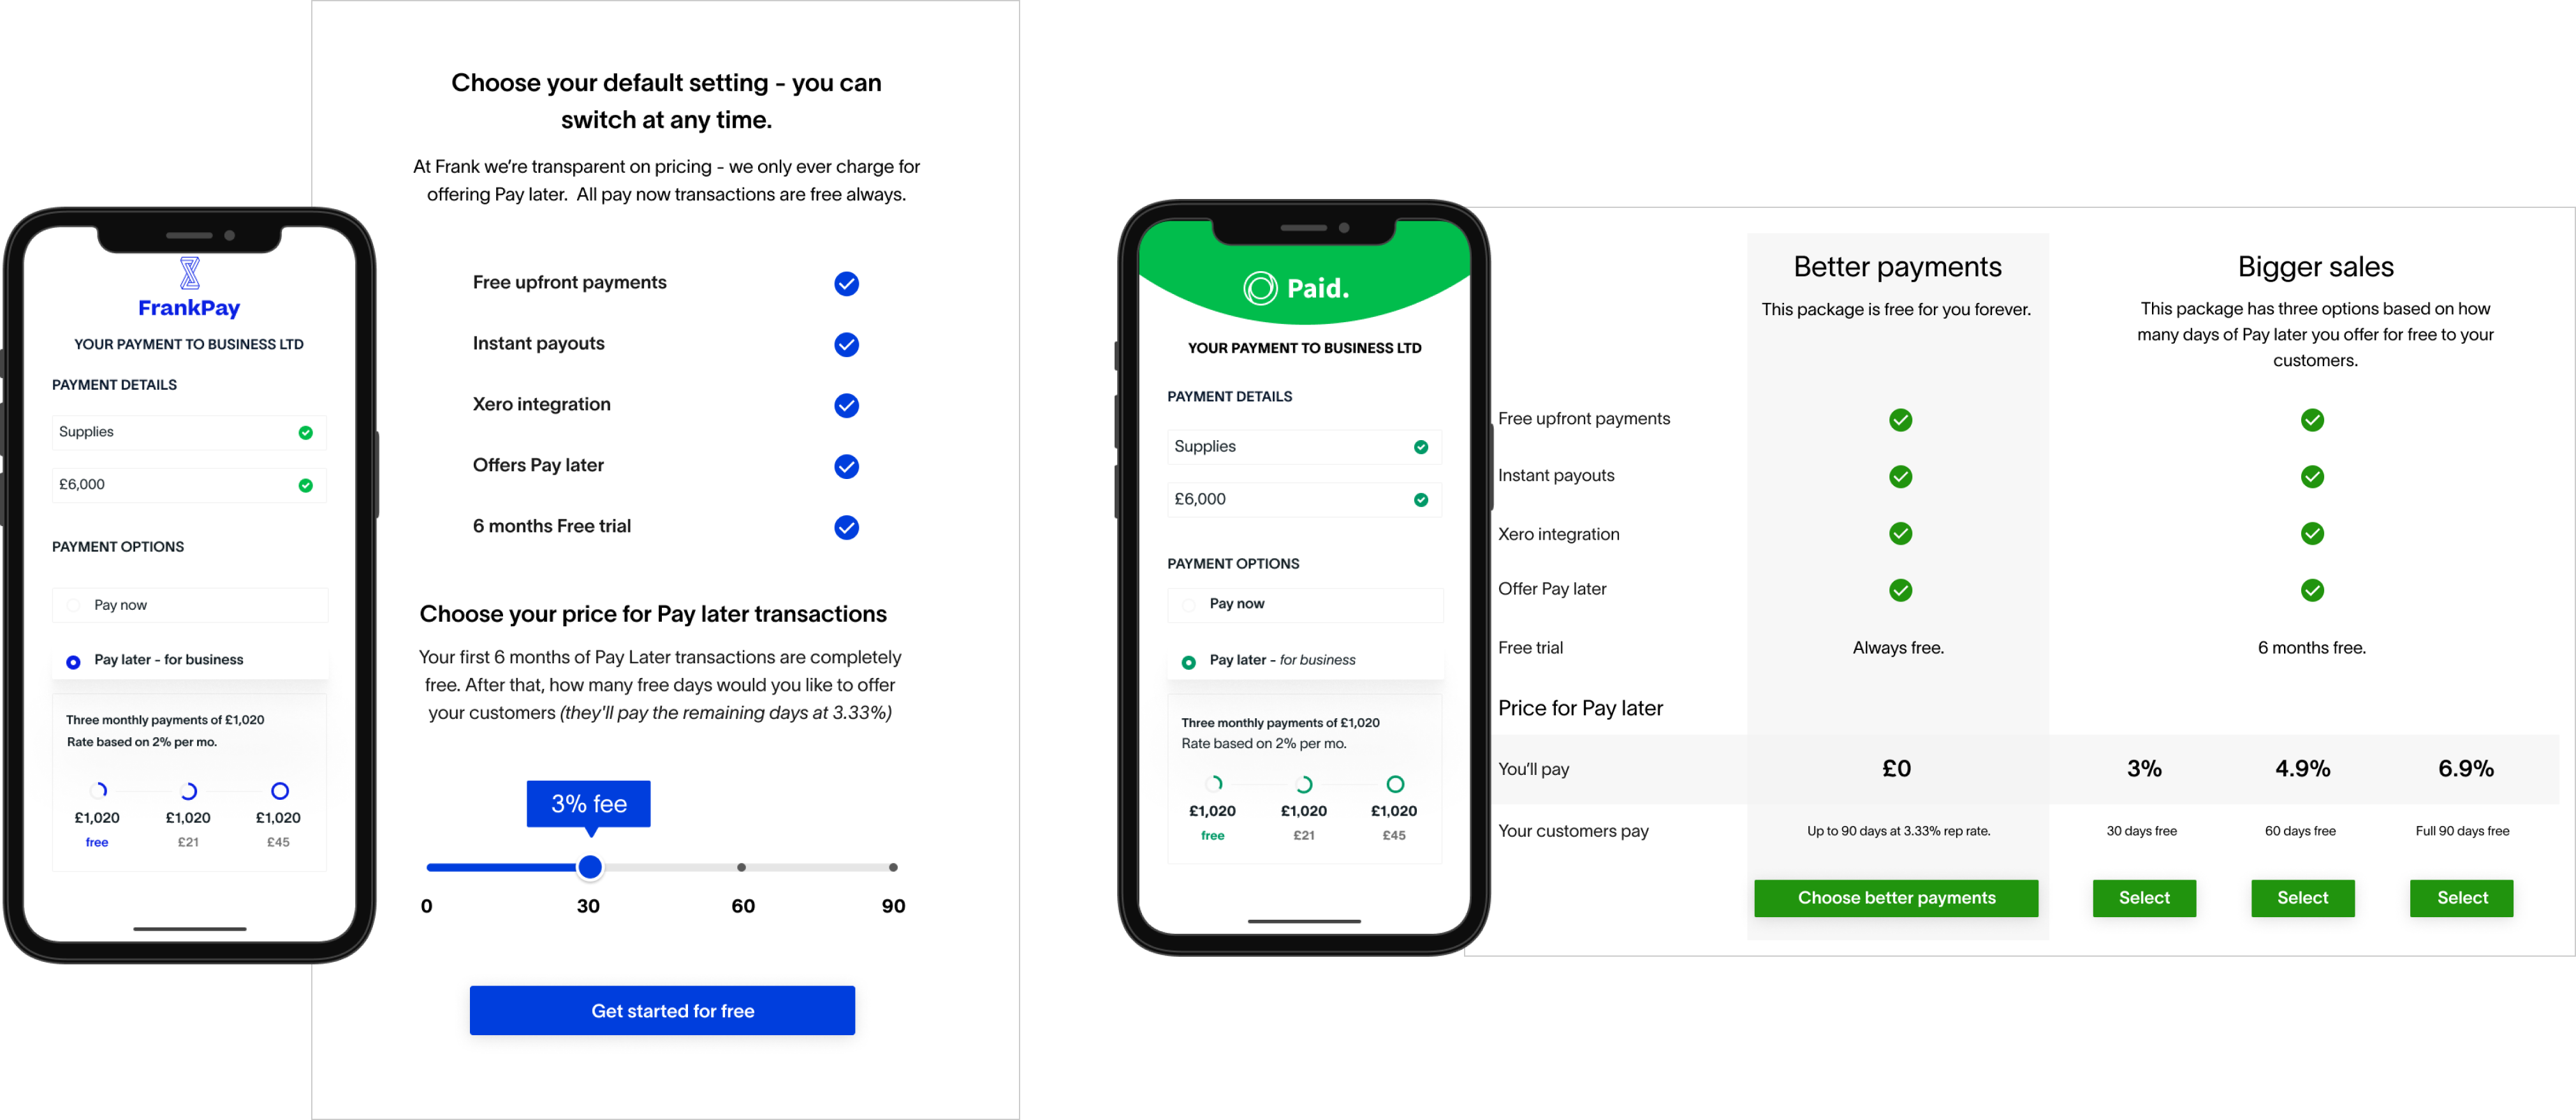 FrankPay
YOUR PAYMENT TO BUSINESS LTD
PAYMENT DETAILS
Supplies
£6,000
PAYMENT OPTIONS
Pay now
Pay later - for business
Three monthly payments of £1,020
Rate based on 2% per mo.
£1,020 £1,020 £1,020
free £21 £45
Choose your default setting - you can
switch at any time.
At Frank we’re transparent on pricing - we only ever charge for
offering Pay later. All pay now transactions are free always.
Free upfront payments
Instant payouts
Xero integration
Offers Pay later
6 months Free trial
Choose your price for Pay later transactions
Your first 6 months of Pay Later transactions are completely
free. After that, how many free days would you like to offer
your customers (they'll pay the remaining days at 3.33%)
3% fee
0 30 60 90
Get started for free
Paid.
YOUR PAYMENT TO BUSINESS LTD
PAYMENT DETAILS
Supplies
£6,000
PAYMENT OPTIONS
Pay now
Pay later - for business
Three monthly payments of £1,020
Rate based on 2% per mo.
£1,020 £1,020 £1,020
free £21 £45
Better payments
This package is free for you forever.
Bigger sales
This package has three options based on how
many days of Pay later you offer for free to your
customers.
Free upfront payments
Instant payouts
Xero integration
Offer Pay later
Free trial Always free. 6 months free.
Price for Pay later
You’ll pay £0 3% 4.9% 6.9%
Your customers pay Up to 90 days at 3.33% rep rate. 30 days free 60 days free Full 90 days free
Choose better payments Select Select Select